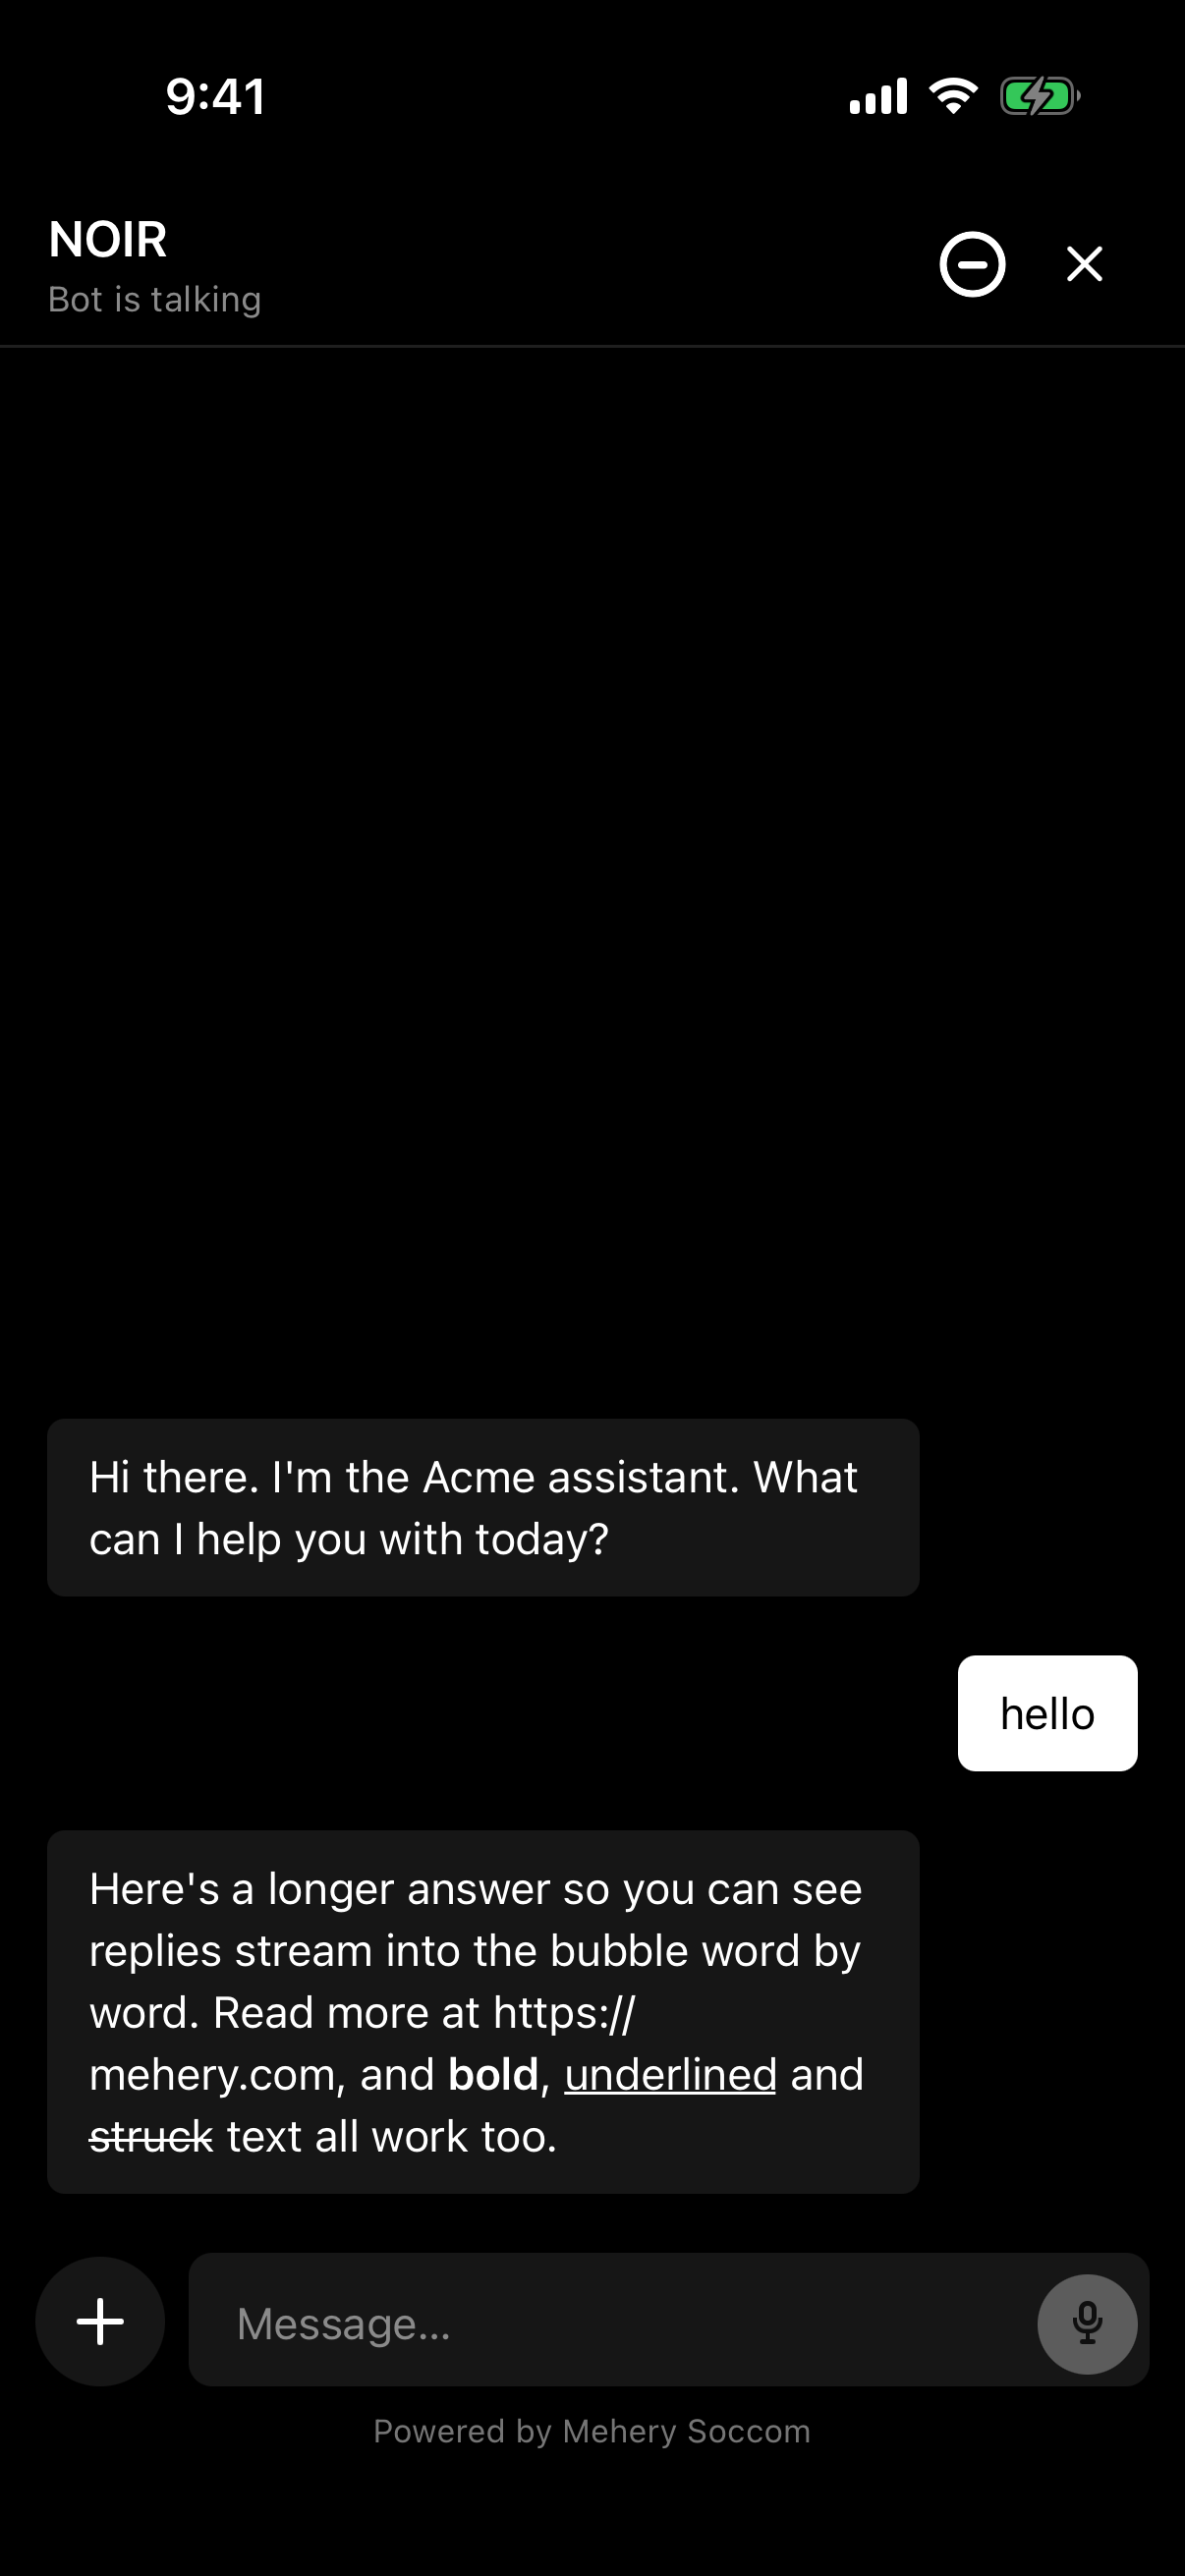 9:41
NOIR
Bot is talking
Hi there. I'm the Acme assistant. What
can I help you with today?
hello
Here's a longer answer so you can see
replies stream into the bubble word by
word. Read more at https://
mehery.com, and bold, underlined and
struck text all work too.
Message...
Powered by Mehery Soccom